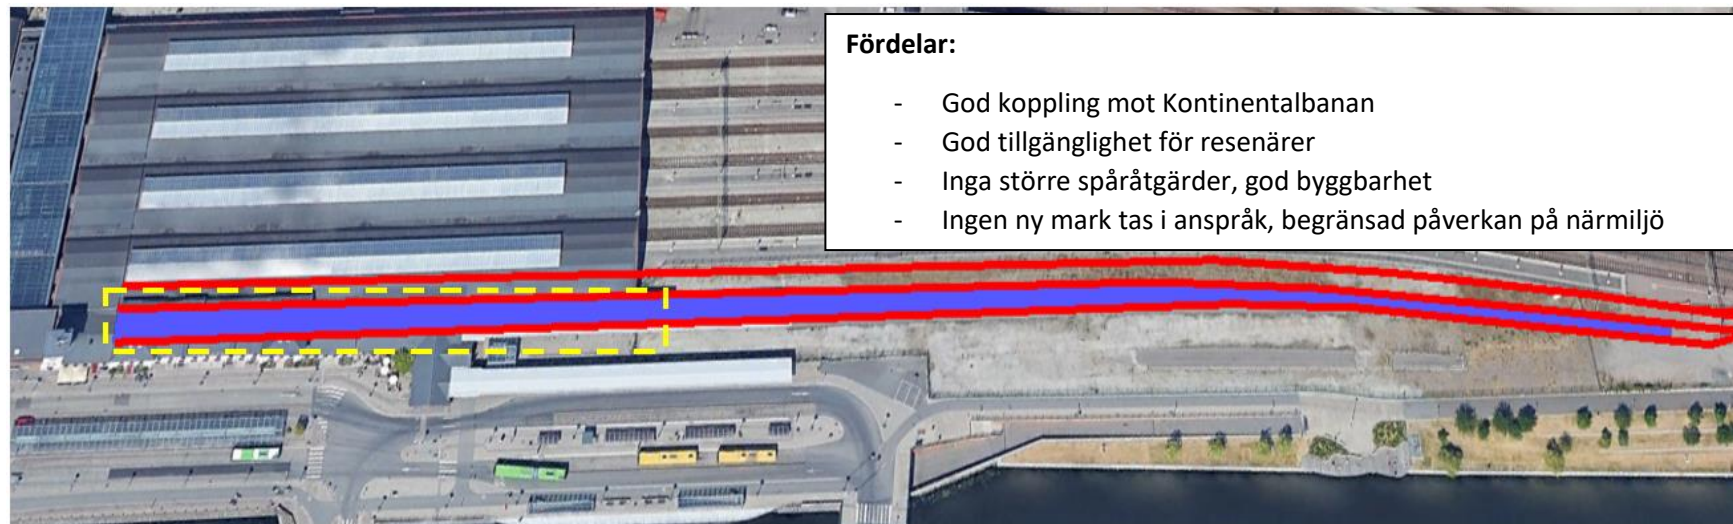 Fördelar:
- God koppling mot Kontinentalbanan
- God tillgänglighet för resenärer
- Inga större spåråtgärder, god byggbarhet
- Ingen ny mark tas i anspråk, begränsad påverkan på närmiljö